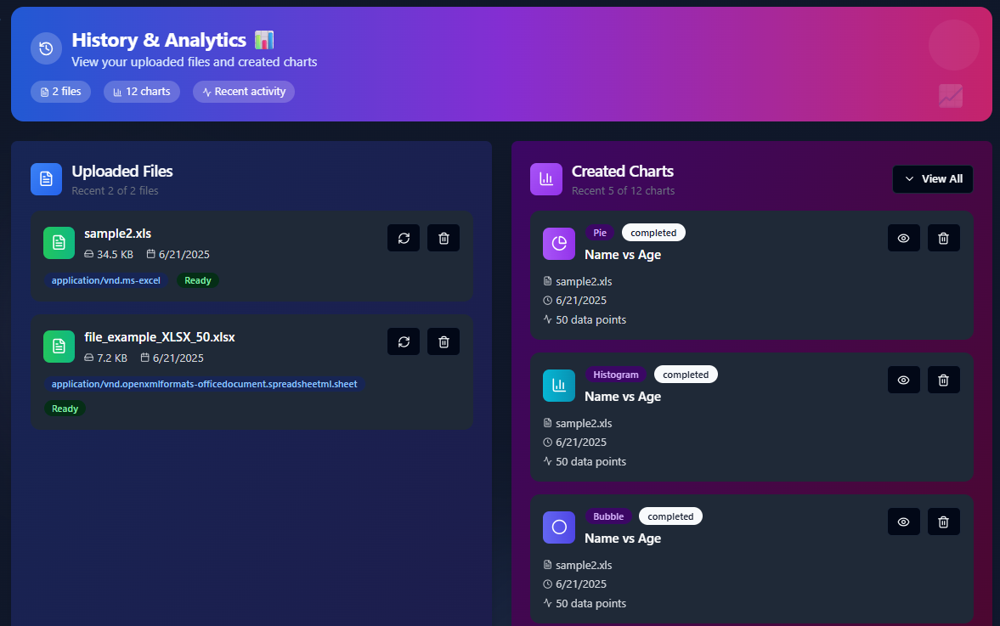 History & Analytics 📊
View your uploaded files and created charts
2 files
12 charts
Recent activity
Uploaded Files
Recent 2 of 2 files
sample2.xls
34.5 KB
6/21/2025
application/vnd.ms-excel
Ready
file_example_XLSX_50.xlsx
7.2 KB
6/21/2025
application/vnd.openxmlformats-officedocument.spreadsheetml.sheet
Ready
Created Charts
Recent 5 of 12 charts
View All
Pie
completed
Name vs Age
sample2.xls
6/21/2025
50 data points
Histogram
completed
Name vs Age
sample2.xls
6/21/2025
50 data points
Bubble
completed
Name vs Age
sample2.xls
6/21/2025
50 data points